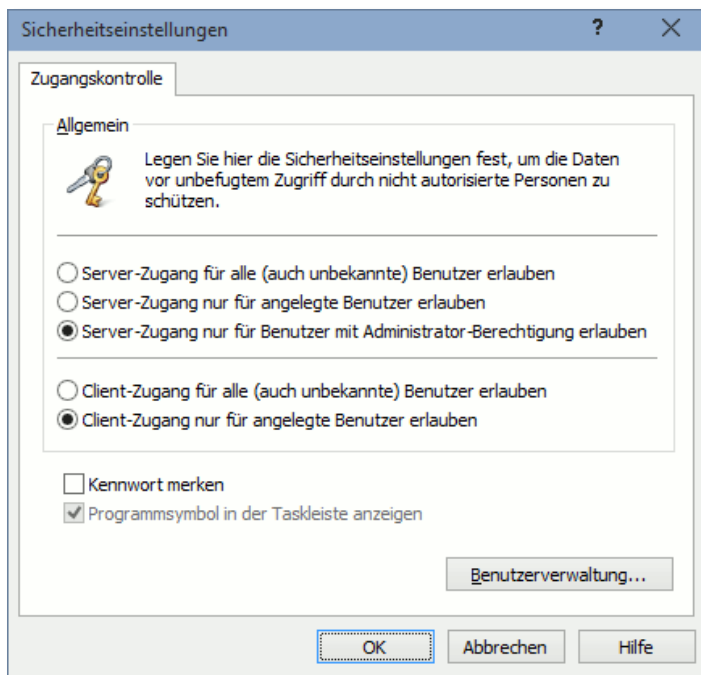 Sicherheitseinstellungen
?
Zugangskontrolle
Allgemein
Legen Sie hier die Sicherheitseinstellungen fest, um die Daten
vor unbefugtem Zugriff durch nicht autorisierte Personen zu
schützen.
Server-Zugang für alle (auch unbekannte) Benutzer erlauben
Server-Zugang nur für angelegte Benutzer erlauben
Server-Zugang nur für Benutzer mit Administrator-Berechtigung erlauben
Client-Zugang für alle (auch unbekannte) Benutzer erlauben
Client-Zugang nur für angelegte Benutzer erlauben
Kennwort merken
Programmsymbol in der Taskleiste anzeigen
Benutzerverwaltung...
OK Abbrechen Hilfe